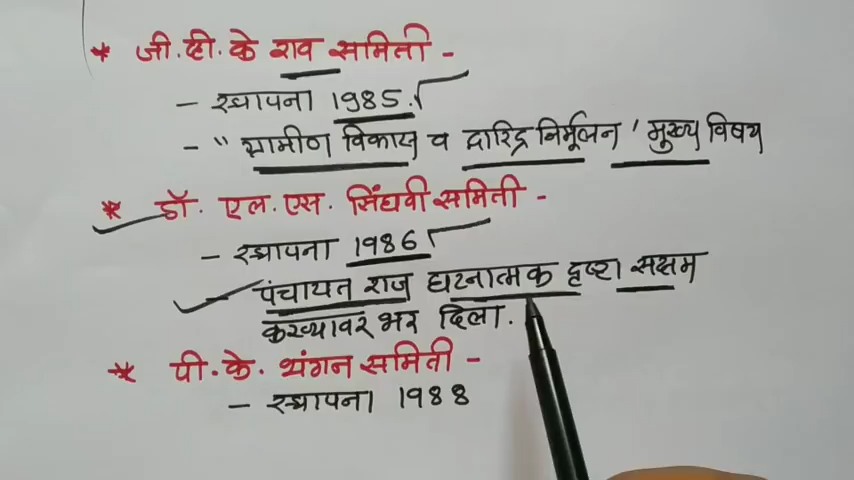 * जी.व्ही.के राव समिती -
- स्थापना 1985.
- " ग्रामीण विकास व दारिद्र निर्मूलन ' मुख्य विषय
* डॉ. एल.एस. सिंघवी समिती -
- स्थापना 1986
- पंचायत राज घटनात्मक दृष्टा सक्षम
करण्यावर भर दिला.
* पी.के. थंगन समिती -
- स्थापना 1988